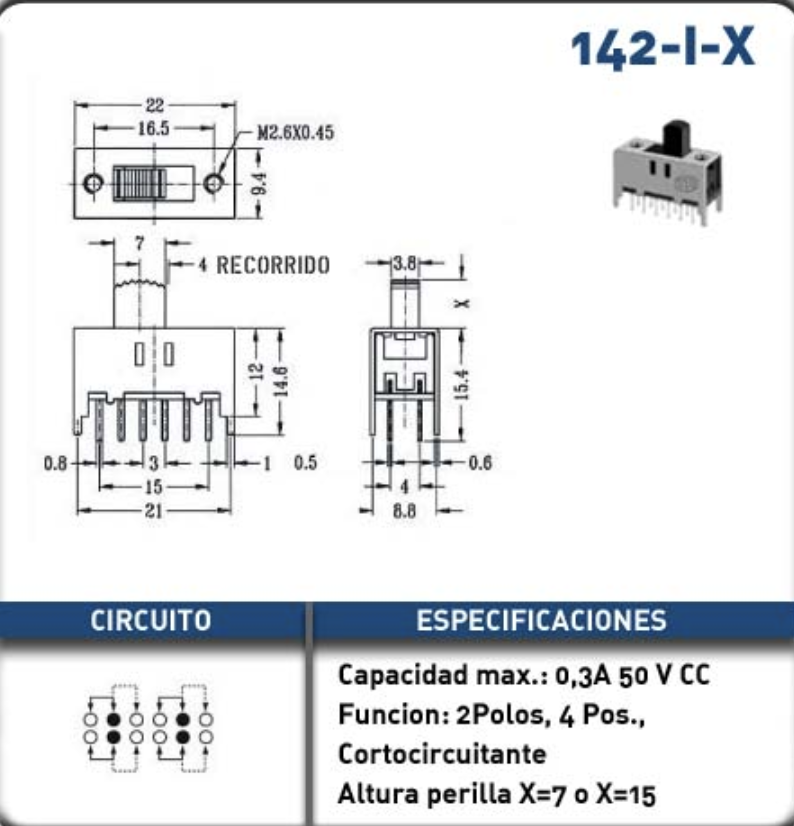 142-I-X
22
16.5
M2.6X0.45
9.4
7
4 RECORRIDO
3.8
X
12
14.6
15.4
0.8
3
1
0.5
0.6
15
4
21
8.8
CIRCUITO
ESPECIFICACIONES
Capacidad max.: 0,3A 50 V CC
Funcion: 2Polos, 4 Pos.,
Cortocircuitante
Altura perilla X=7 o X=15